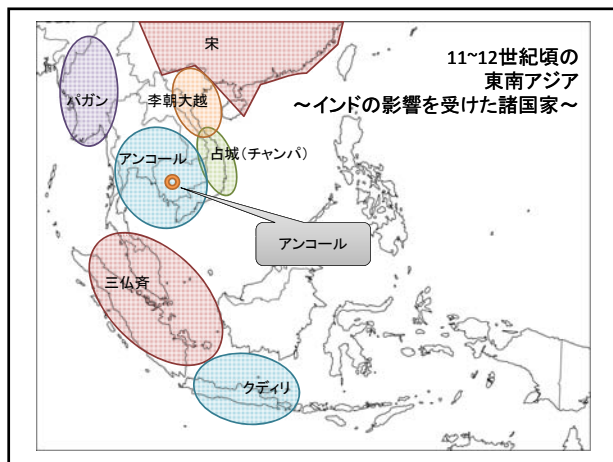 11~12世紀頃の
東南アジア
～インドの影響を受けた諸国家～
宋
パガン
李朝大越
アンコール
占城(チャンパ)
アンコール
三仏斉
クディリ